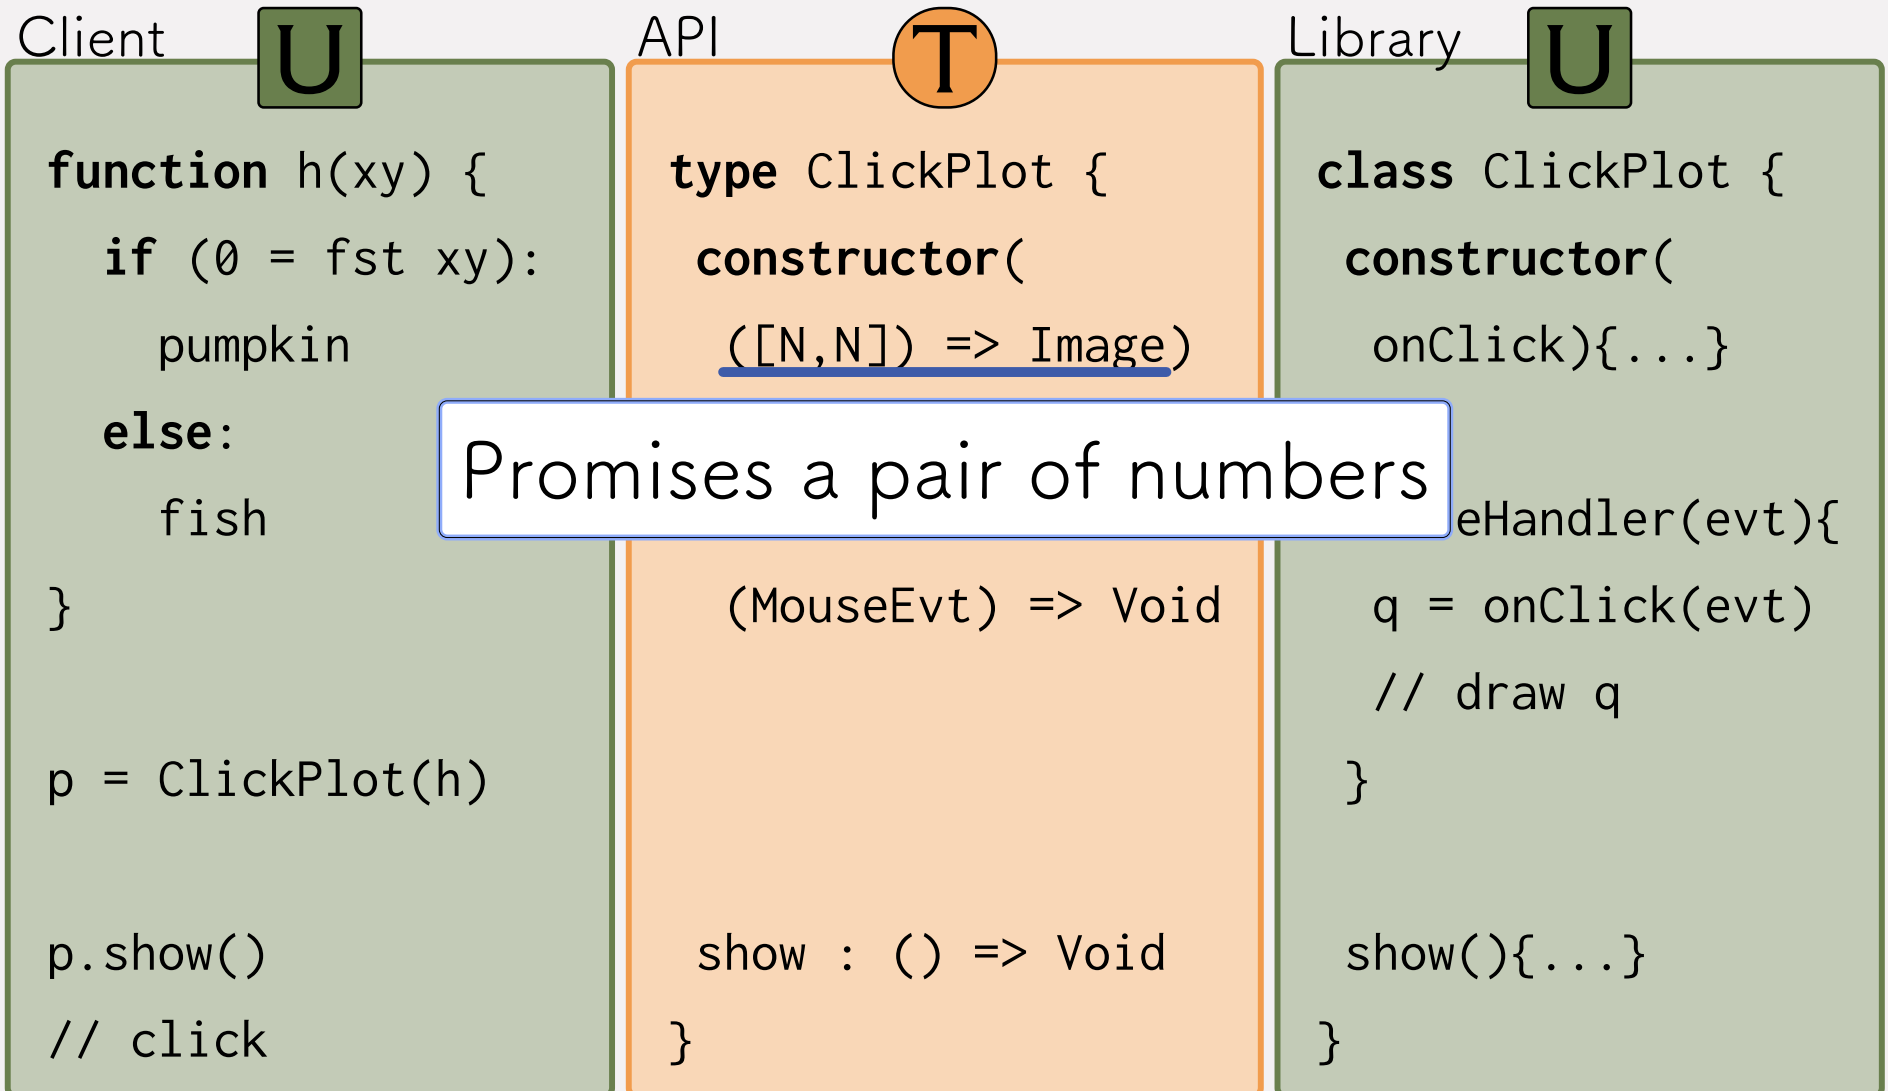 Client U
function h(xy) {
if (0 = fst xy):
pumpkin
else:
fish
}
p = ClickPlot(h)
p.show()
// click
API T
type ClickPlot {
constructor(
([N,N]) => Image)
Promises a pair of numbers
(MouseEvt) => Void
show : () => Void
}
Library U
class ClickPlot {
constructor(
onClick){...}
eHandler(evt){
q = onClick(evt)
// draw q
}
show(){...}
}